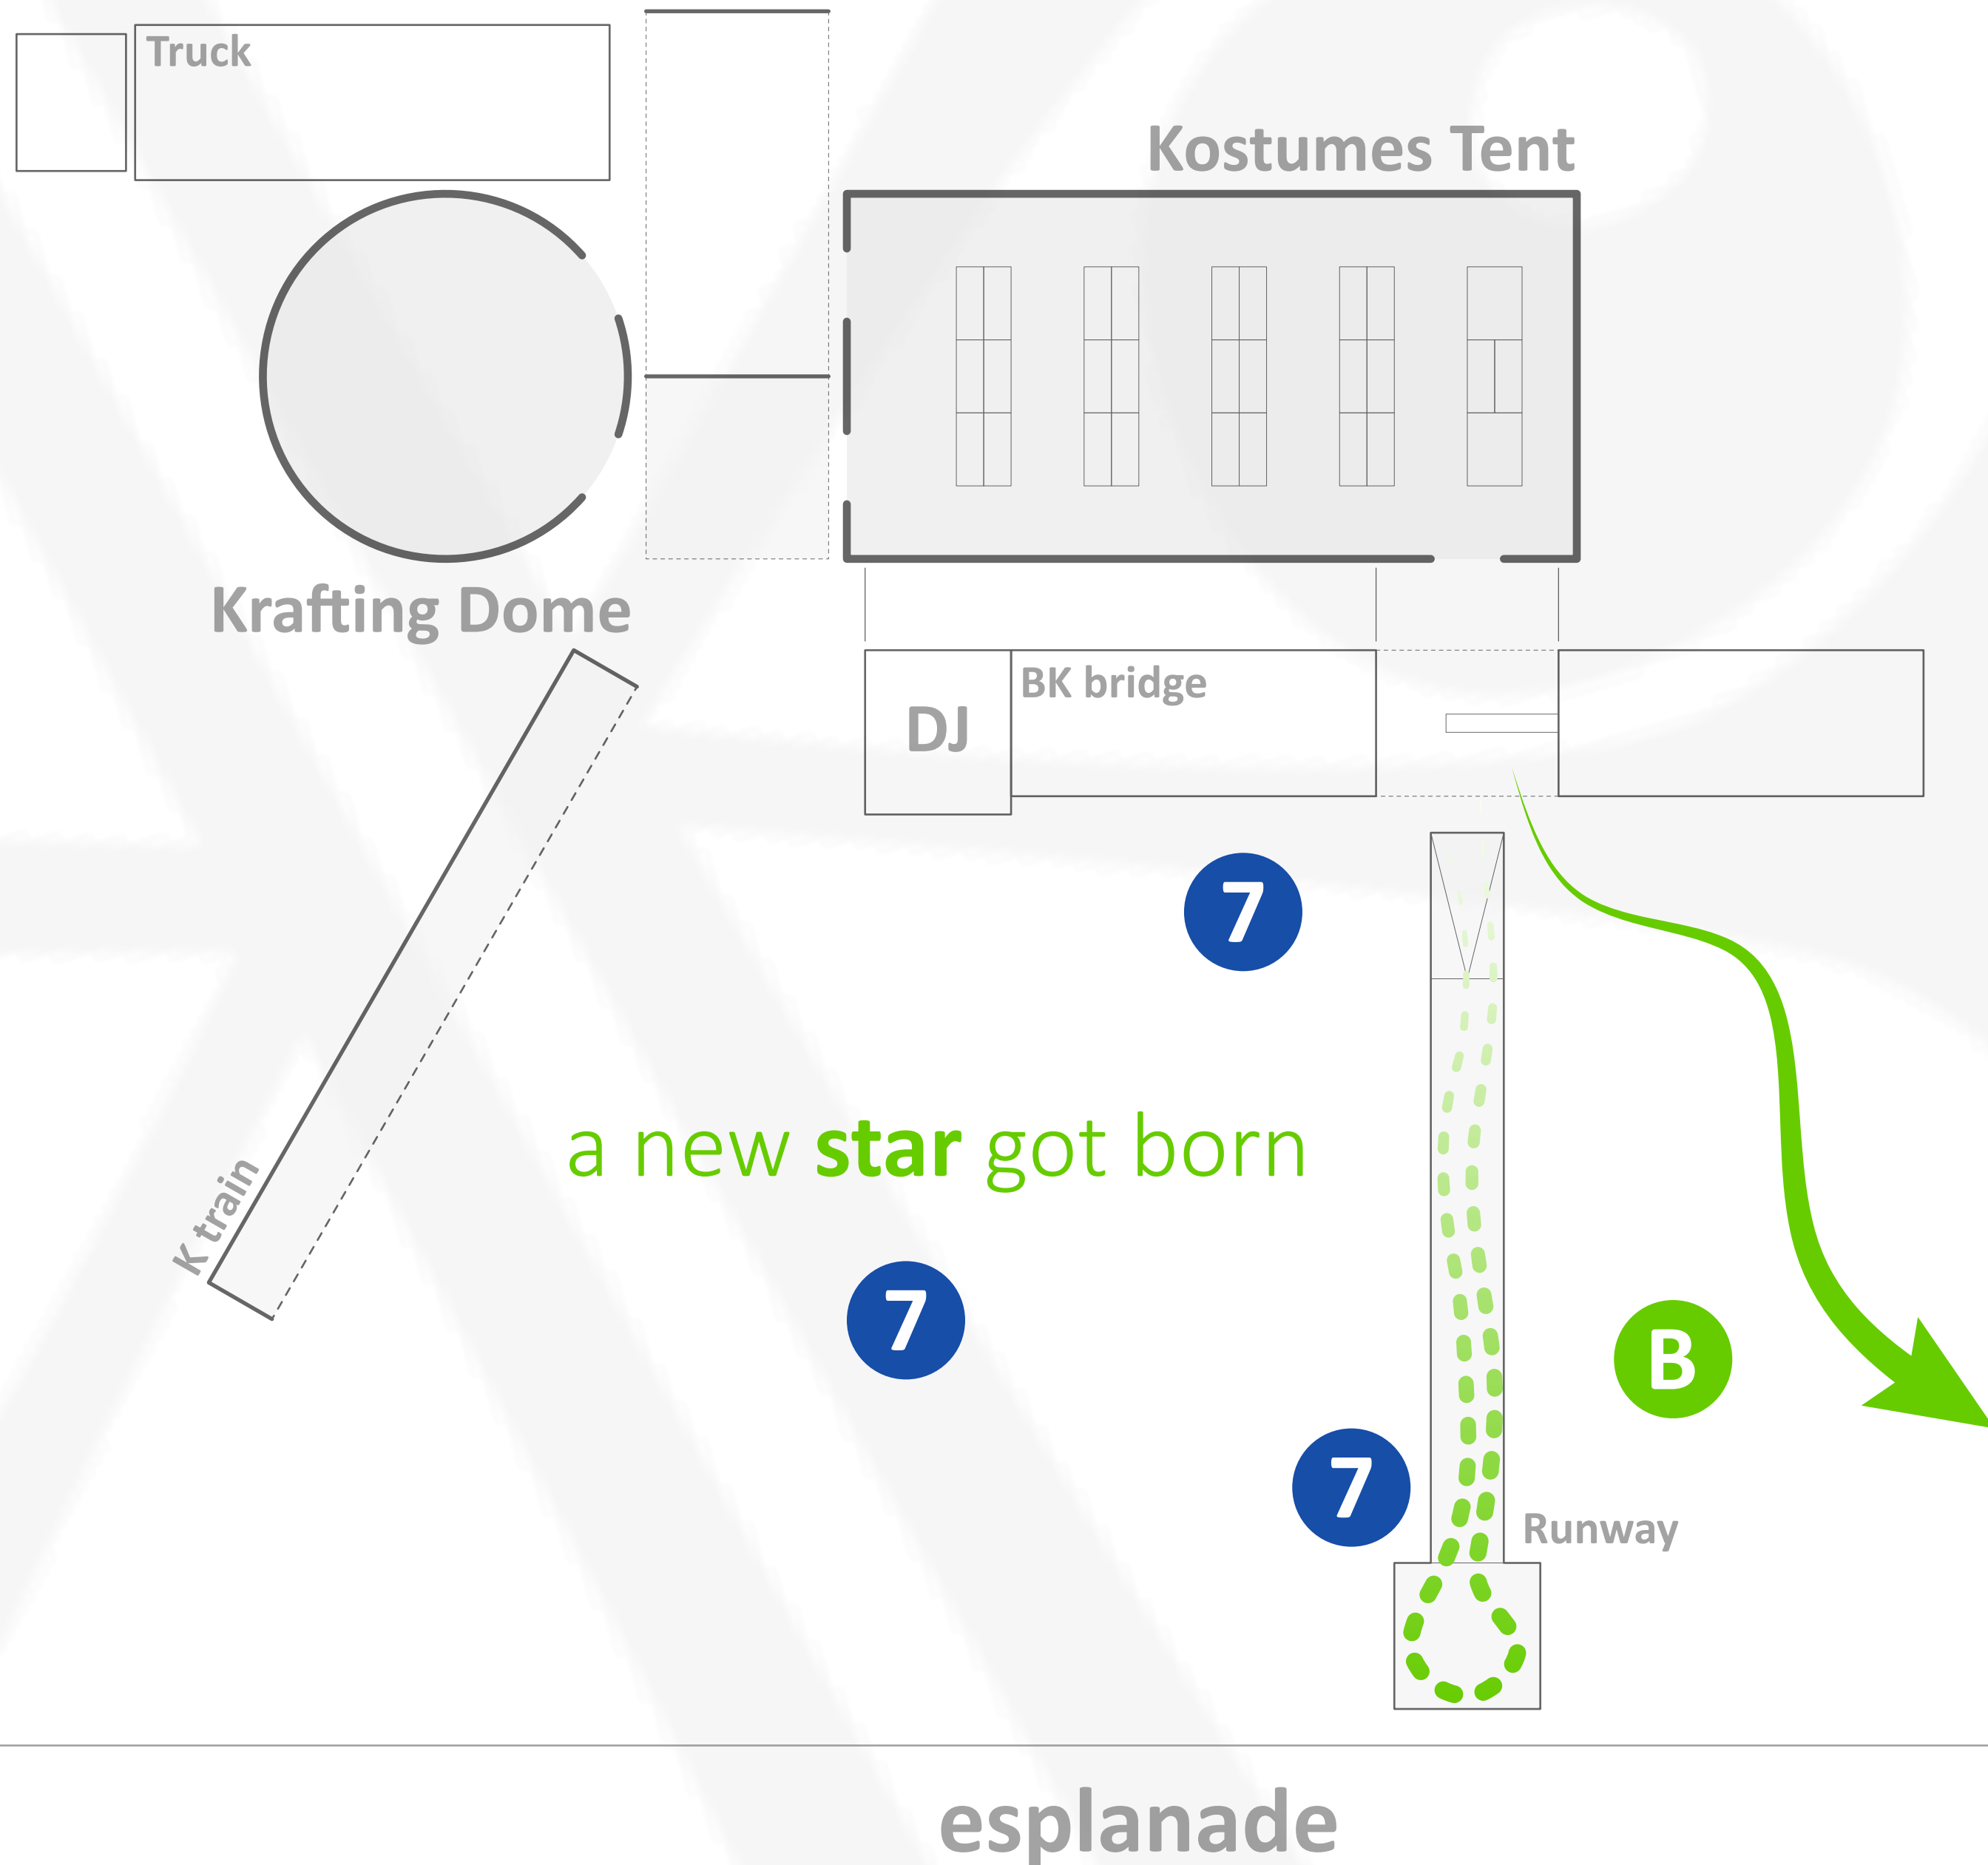 Truck
Kostumes Tent
Krafting Dome
BK bridge
DJ
7
a new star got born
K train
7
B
7
Runway
esplanade